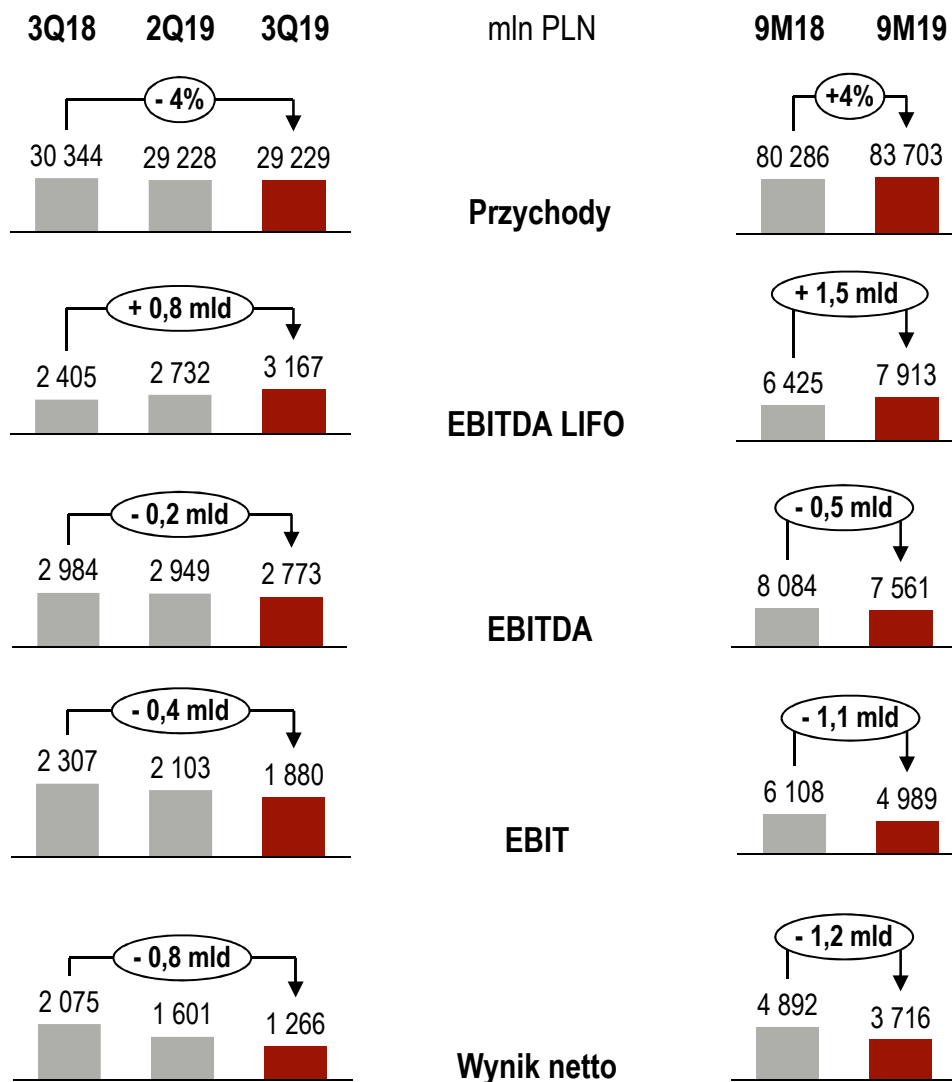 3Q18 2Q19 3Q19 mln PLN 9M18 9M19
- 4% +4%
30 344 29 228 29 229 80 286 83 703
Przychody
+ 0,8 mld + 1,5 mld
2 405 2 732 3 167 6 425 7 913
EBITDA LIFO
- 0,2 mld - 0,5 mld
2 984 2 949 2 773 8 084 7 561
EBITDA
- 0,4 mld - 1,1 mld
2 307 2 103 1 880 6 108 4 989
EBIT
- 0,8 mld - 1,2 mld
2 075 1 601 1 266 4 892 3 716
Wynik netto